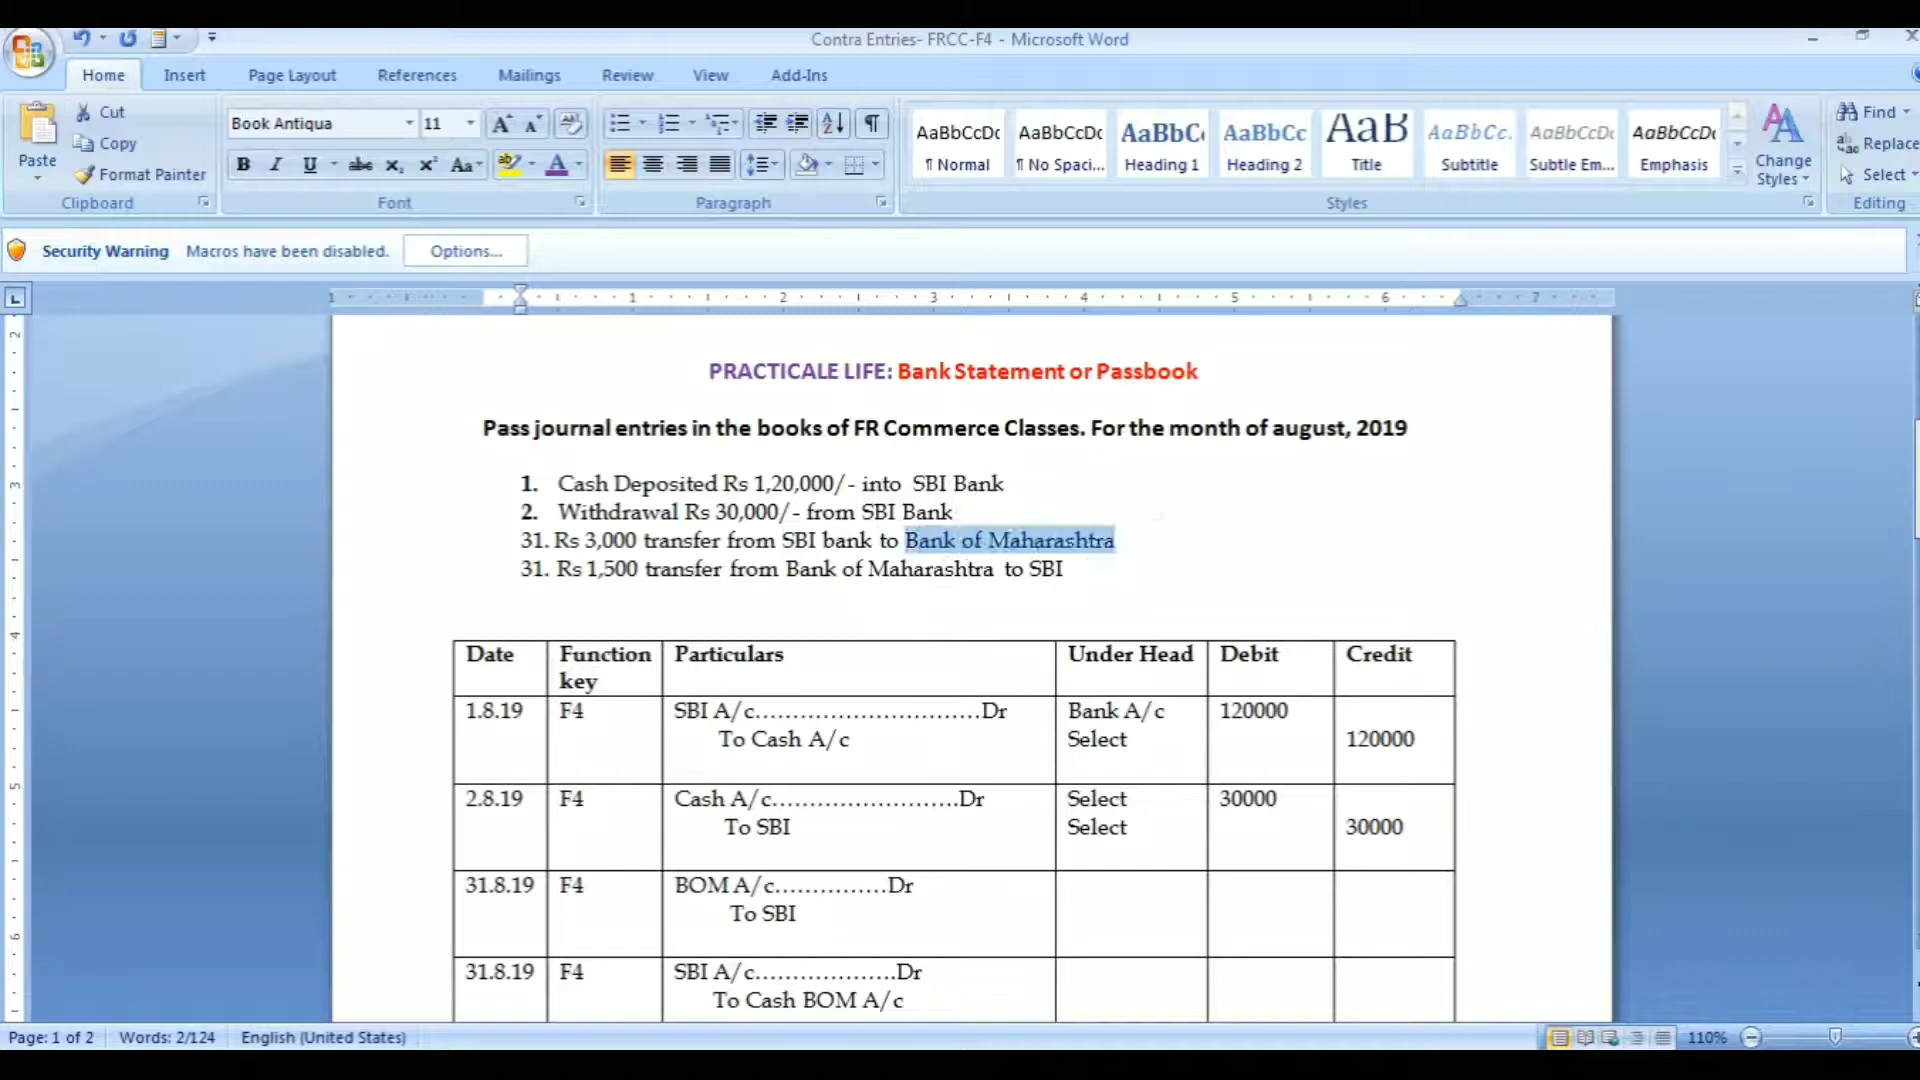 Contra Entries- FRCC-F4 - Microsoft Word
Home Insert Page Layout References Mailings Review View Add-Ins
Paste
Cut
Copy
Format Painter
Clipboard
Book Antiqua 11
Font
Paragraph
AaBbCcDc AaBbCcDc AaBbC AaBbCc AaB AaBbCc. AaBbCcDc AaBbCcDc
¶ Normal ¶ No Spaci... Heading 1 Heading 2 Title Subtitle Subtle Em... Emphasis
Change Styles
Styles
Find
Replace
Select
Editing
Security Warning Macros have been disabled. Options...
PRACTICALE LIFE: Bank Statement or Passbook
Pass journal entries in the books of FR Commerce Classes. For the month of august, 2019
1. Cash Deposited Rs 1,20,000/- into SBI Bank
2. Withdrawal Rs 30,000/- from SBI Bank
31. Rs 3,000 transfer from SBI bank to Bank of Maharashtra
31. Rs 1,500 transfer from Bank of Maharashtra to SBI
Date Function key Particulars Under Head Debit Credit
1.8.19 F4 SBI A/c…………………………Dr Bank A/c 120000
To Cash A/c Select 120000
2.8.19 F4 Cash A/c…………………….Dr Select 30000
To SBI Select 30000
31.8.19 F4 BOM A/c……………Dr
To SBI
31.8.19 F4 SBI A/c……………….Dr
To Cash BOM A/c
Page: 1 of 2 Words: 2/124 English (United States) 110%